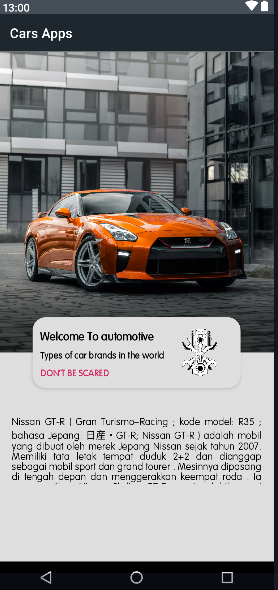 13:00
Cars Apps
Welcome To automotive
Types of car brands in the world
DON'T BE SCARED
Nissan GT-R ( Gran Turismo–Racing ; kode model: R35 ;
bahasa Jepang 日産・GT-R; Nissan GT-R ) adalah mobil
yang dibuat oleh merek Jepang Nissan sejak tahun 2007.
Memiliki tata letak tempat duduk 2+2 dan dianggap
sebagai mobil sport dan grand tourer . Mesinnya dipasang
di tengah depan dan menggerakkan keempat roda . Ia